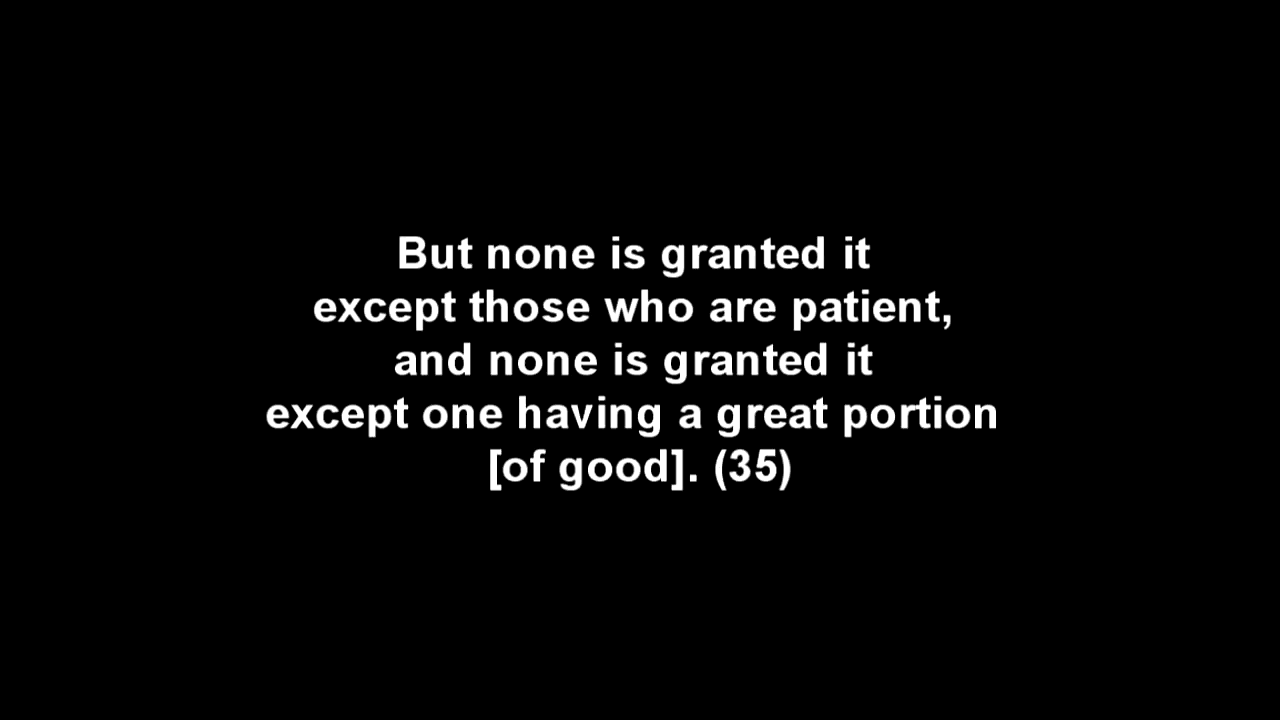 But none is granted it
except those who are patient,
and none is granted it
except one having a great portion
[of good]. (35)